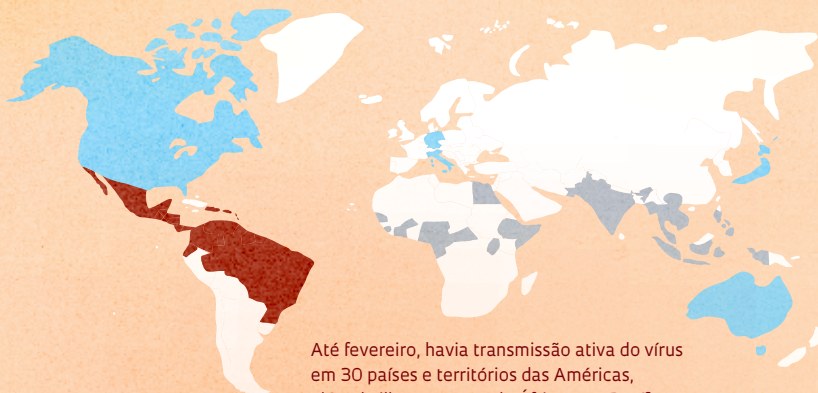 Até fevereiro, havia transmissão ativa do vírus
em 30 países e territórios das Américas,